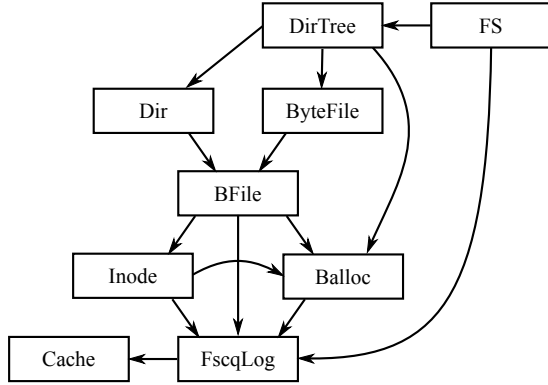 DirTree
FS
Dir
ByteFile
BFile
Inode
Balloc
Cache
FscqLog